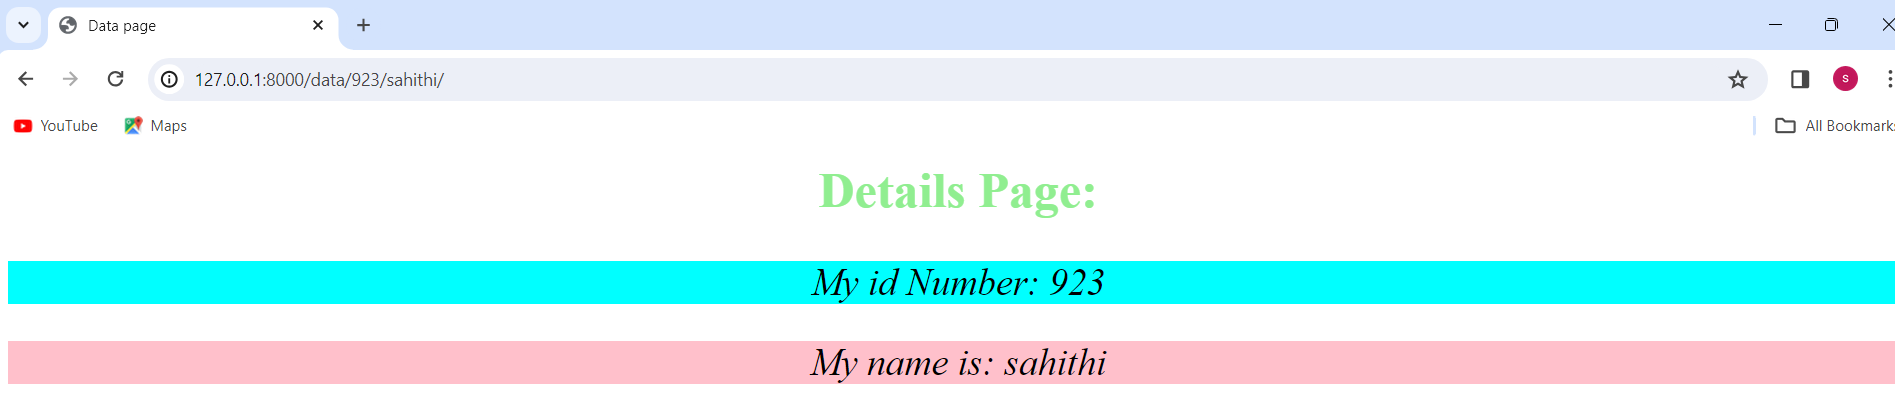 Data page
127.0.0.1:8000/data/923/sahithi/
S
YouTube Maps All Bookmarks
Details Page:
My id Number: 923
My name is: sahithi